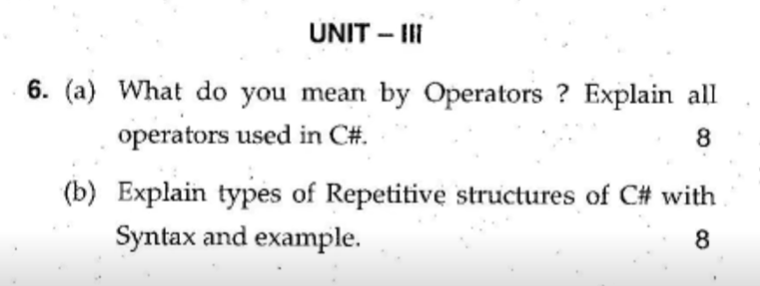 UNIT – III
6. (a) What do you mean by Operators ? Explain all
operators used in C#. 8
(b) Explain types of Repetitive structures of C# with
Syntax and example. 8